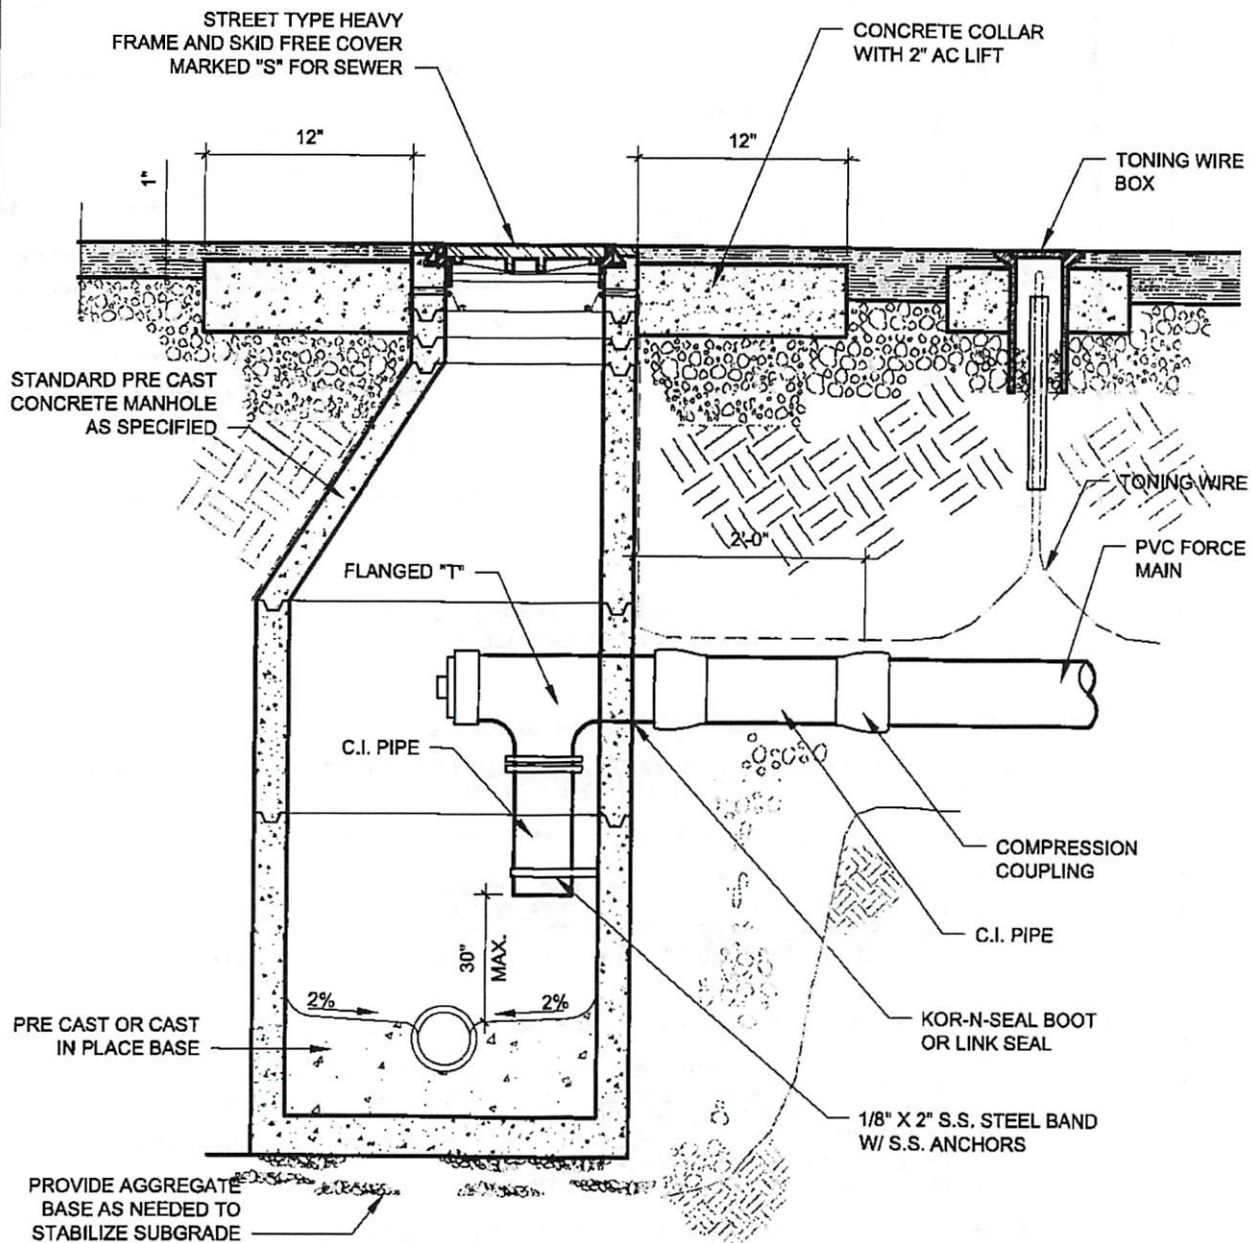 STREET TYPE HEAVY
FRAME AND SKID FREE COVER
MARKED "S" FOR SEWER
CONCRETE COLLAR
WITH 2" AC LIFT
12"
12"
1"
TONING WIRE
BOX
STANDARD PRE CAST
CONCRETE MANHOLE
AS SPECIFIED
TONING WIRE
2'-0"
PVC FORCE
MAIN
FLANGED "T"
C.I. PIPE
COMPRESSION
COUPLING
C.I. PIPE
30"
MAX.
2%
2%
PRE CAST OR CAST
IN PLACE BASE
KOR-N-SEAL BOOT
OR LINK SEAL
1/8" X 2" S.S. STEEL BAND
W/ S.S. ANCHORS
PROVIDE AGGREGATE
BASE AS NEEDED TO
STABILIZE SUBGRADE